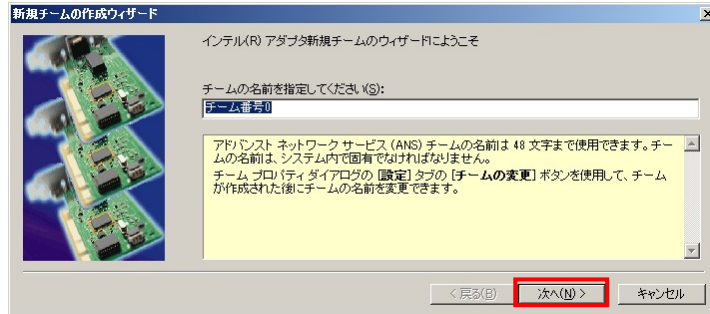 新規チームの作成ウィザード
インテル(R) アダプタ新規チームのウィザードにようこそ
チームの名前を指定してください(S):
チーム番号0
アドバンスト ネットワーク サービス (ANS) チームの名前は 48 文字まで使用できます。チー
ムの名前は、システム内で固有でなければなりません。
チーム プロパティ ダイアログの [設定] タブの [チームの変更] ボタンを使用して、チーム
が作成された後にチームの名前を変更できます。
< 戻る(B)
次へ(N) >
キャンセル